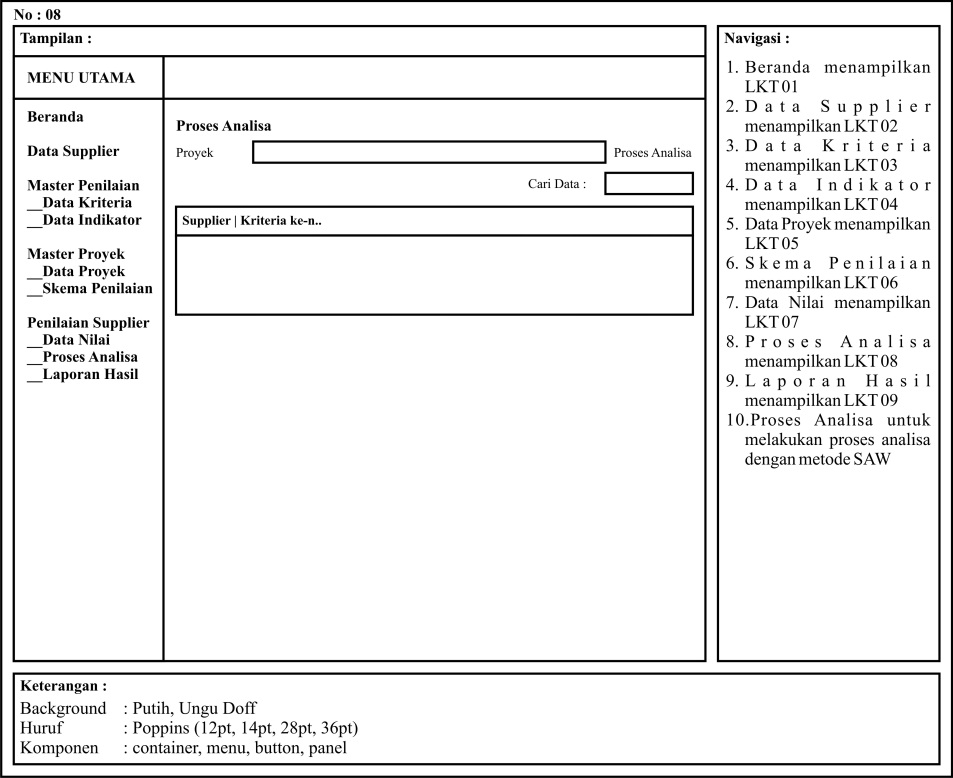 No : 08
Tampilan :
MENU UTAMA
Beranda
Data Supplier
Master Penilaian
__Data Kriteria
__Data Indikator
Master Proyek
__Data Proyek
__Skema Penilaian
Penilaian Supplier
__Data Nilai
__Proses Analisa
__Laporan Hasil
Proses Analisa
Proyek
Proses Analisa
Cari Data :
Supplier | Kriteria ke-n..
Navigasi :
1. Beranda menampilkan
LKT 01
2. Data Supplier
menampilkan LKT 02
3. Data Kriteria
menampilkan LKT 03
4. Data Indikator
menampilkan LKT 04
5. Data Proyek menampilkan
LKT 05
6. Skema Penilaian
menampilkan LKT 06
7. Data Nilai menampilkan
LKT 07
8. Proses Analisa
menampilkan LKT 08
9. Laporan Hasil
menampilkan LKT 09
10.Proses Analisa untuk
melakukan proses analisa
dengan metode SAW
Keterangan :
Background : Putih, Ungu Doff
Huruf : Poppins (12pt, 14pt, 28pt, 36pt)
Komponen : container, menu, button, panel